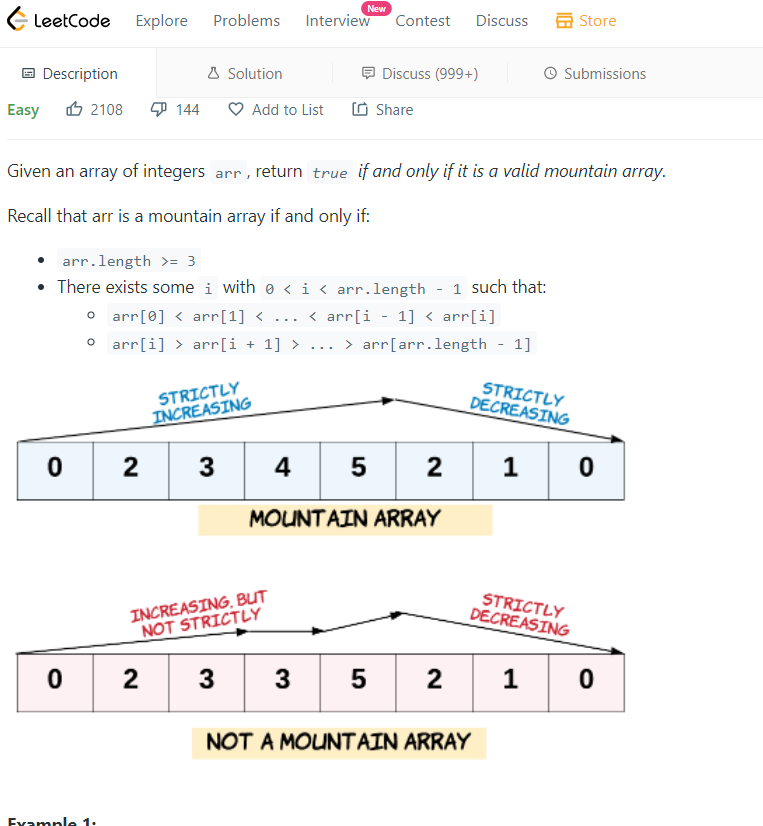 LeetCode Explore Problems Interview New Contest Discuss Store
Description Solution Discuss (999+) Submissions
Easy 2108 144 Add to List Share
Given an array of integers arr, return true if and only if it is a valid mountain array.
Recall that arr is a mountain array if and only if:
• arr.length >= 3
• There exists some i with 0 < i < arr.length - 1 such that:
○ arr[0] < arr[1] < ... < arr[i - 1] < arr[i]
○ arr[i] > arr[i + 1] > ... > arr[arr.length - 1]
STRICTLY
INCREASING
STRICTLY
DECREASING
0 2 3 4 5 2 1 0
MOUNTAIN ARRAY
INCREASING. BUT
NOT STRICTLY
STRICTLY
DECREASING
0 2 3 3 5 2 1 0
NOT A MOUNTAIN ARRAY
Example 1: